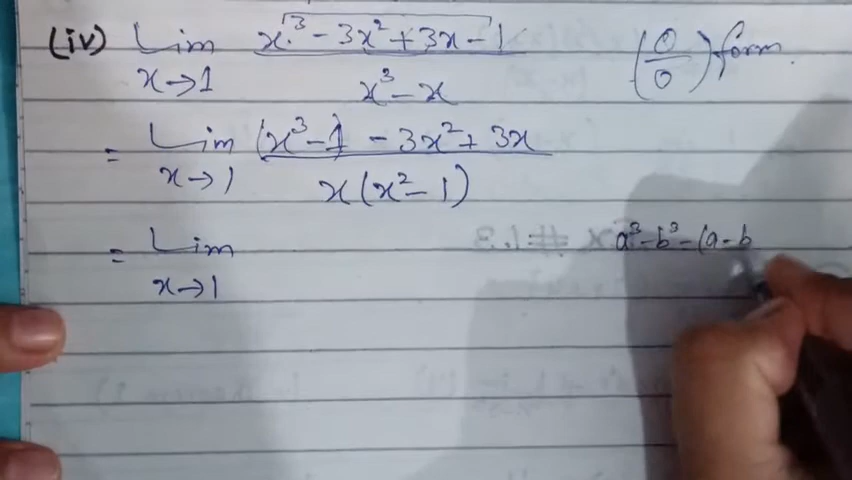 (iv) Lim x→1 x³ - 3x² + 3x - 1 / x³ - x (0/0) form.
= Lim x→1 (x³ - 1) - 3x² + 3x / x(x² - 1)
= Lim x→1 a³ - b³ = (a - b